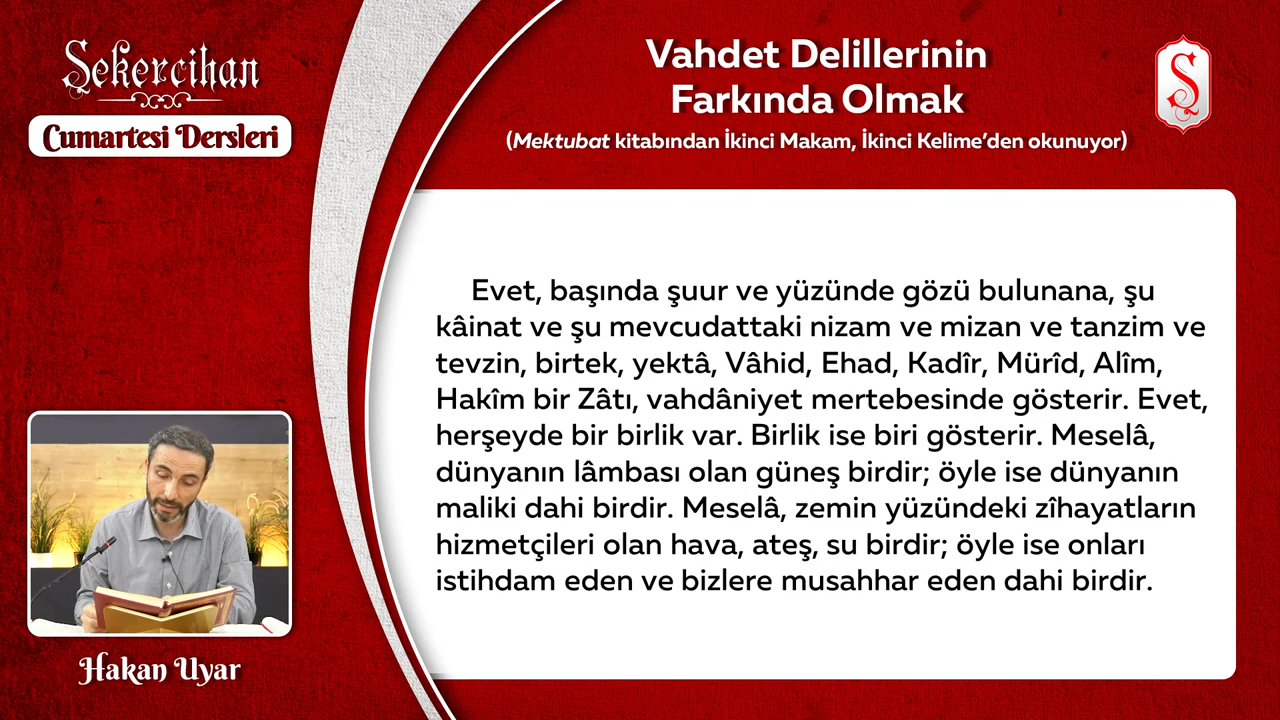 Şekercihan
Cumartesi Dersleri
Vahdet Delillerinin
Farkında Olmak
(Mektubat kitabından İkinci Makam, İkinci Kelime’den okunuyor)
Ş
Evet, başında şuur ve yüzünde gözü bulunana, şu
kâinat ve şu mevcudattaki nizam ve mizan ve tanzim ve
tevzin, birtek, yektâ, Vâhid, Ehad, Kadîr, Mürîd, Alîm,
Hakîm bir Zâtı, vahdâniyet mertebesinde gösterir. Evet,
herşeyde bir birlik var. Birlik ise biri gösterir. Meselâ,
dünyanın lâmbası olan güneş birdir; öyle ise dünyanın
maliki dahi birdir. Meselâ, zemin yüzündeki zîhayatların
hizmetçileri olan hava, ateş, su birdir; öyle ise onları
istihdam eden ve bizlere musahhar eden dahi birdir.
Hakan Uyar